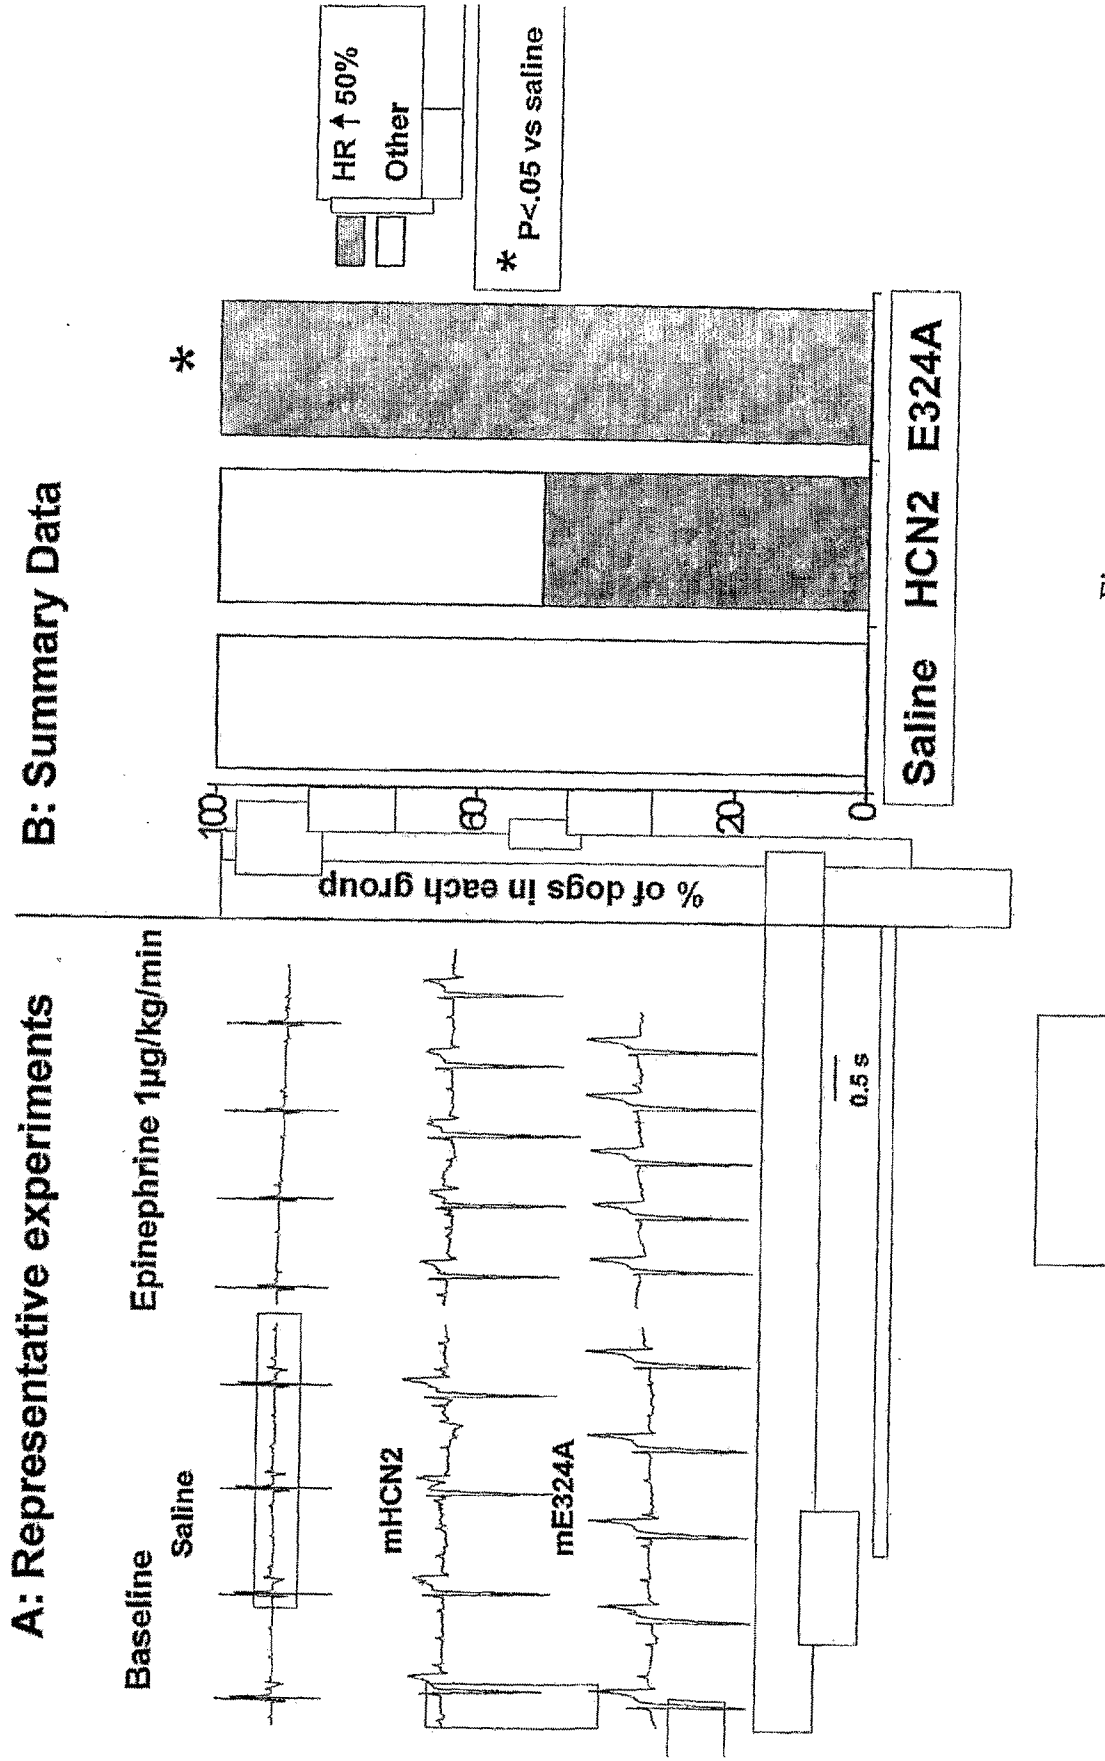 A: Representative experiments
Baseline
Epinephrine 1µg/kg/min
Saline
mHCN2
mE324A
0.5 s
B: Summary Data
% of dogs in each group
100
60
20
0
*
Saline HCN2 E324A
HR ↑ 50%
Other
* P<.05 vs saline